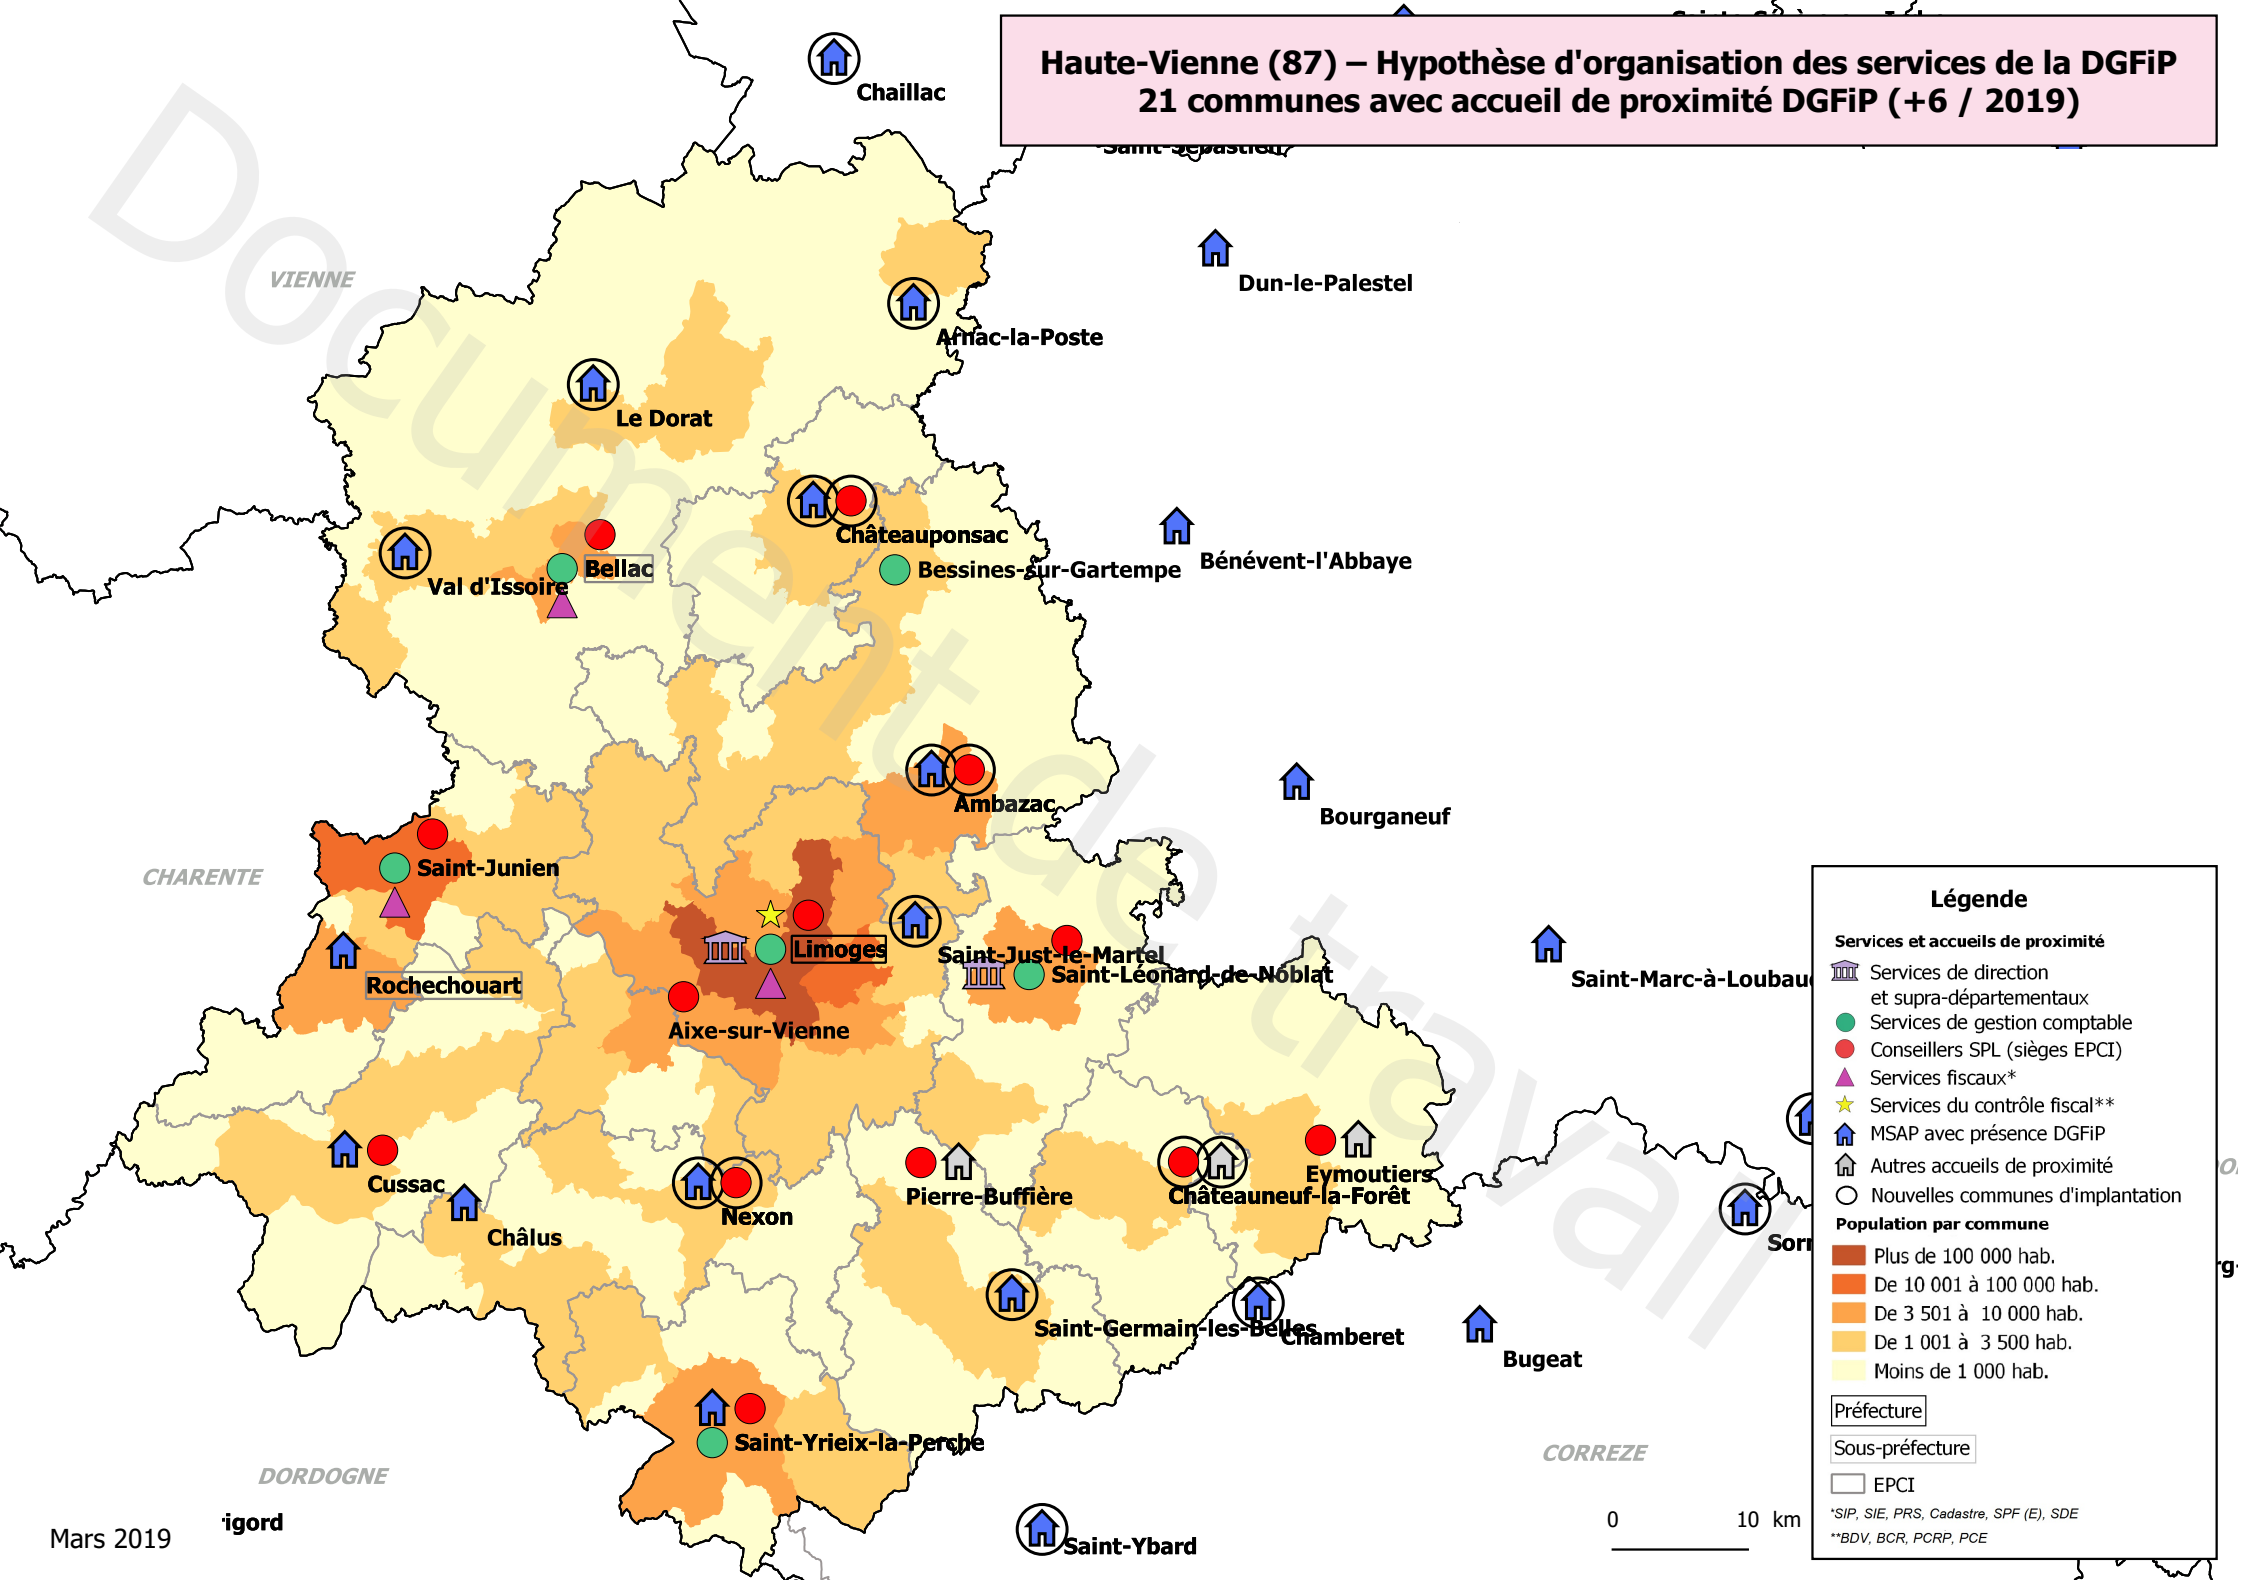 Haute-Vienne (87) – Hypothèse d'organisation des services de la DGFiP
21 communes avec accueil de proximité DGFiP (+6 / 2019)
Chaillac
Saint-Sébastien
VIENNE
Dun-le-Palestel
Arnac-la-Poste
Le Dorat
Châteauponsac
Bénévent-l'Abbaye
Bellac
Bessines-sur-Gartempe
Val d'Issoire
Ambazac
Bourganeuf
Saint-Junien
CHARENTE
Limoges
Saint-Just-le-Martel
Saint-Léonard-de-Noblat
Saint-Marc-à-Loubaud
Rochechouart
Aixe-sur-Vienne
Eymoutiers
Cussac
Pierre-Buffière
Châteauneuf-la-Forêt
Nexon
Châlus
Sorn
rg-
Saint-Germain-les-Belles
Chamberet
Bugeat
Saint-Yrieix-la-Perche
CORREZE
DORDOGNE
igord
Mars 2019
Saint-Ybard
0 10 km
Document de travail
Légende
Services et accueils de proximité
Services de direction
et supra-départementaux
Services de gestion comptable
Conseillers SPL (sièges EPCI)
Services fiscaux*
Services du contrôle fiscal**
MSAP avec présence DGFiP
Autres accueils de proximité
Nouvelles communes d'implantation
Population par commune
Plus de 100 000 hab.
De 10 001 à 100 000 hab.
De 3 501 à 10 000 hab.
De 1 001 à 3 500 hab.
Moins de 1 000 hab.
Préfecture
Sous-préfecture
EPCI
*SIP, SIE, PRS, Cadastre, SPF (E), SDE
**BDV, BCR, PCRP, PCE